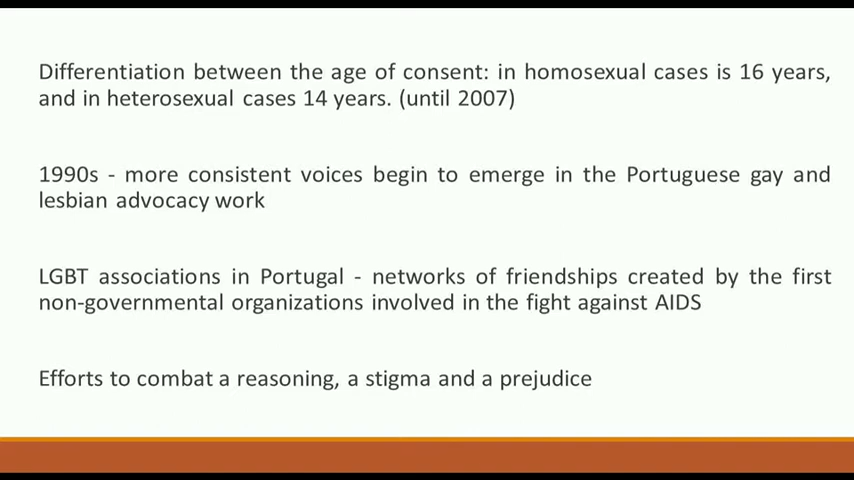 Differentiation between the age of consent: in homosexual cases is 16 years,
and in heterosexual cases 14 years. (until 2007)
1990s - more consistent voices begin to emerge in the Portuguese gay and
lesbian advocacy work
LGBT associations in Portugal - networks of friendships created by the first
non-governmental organizations involved in the fight against AIDS
Efforts to combat a reasoning, a stigma and a prejudice